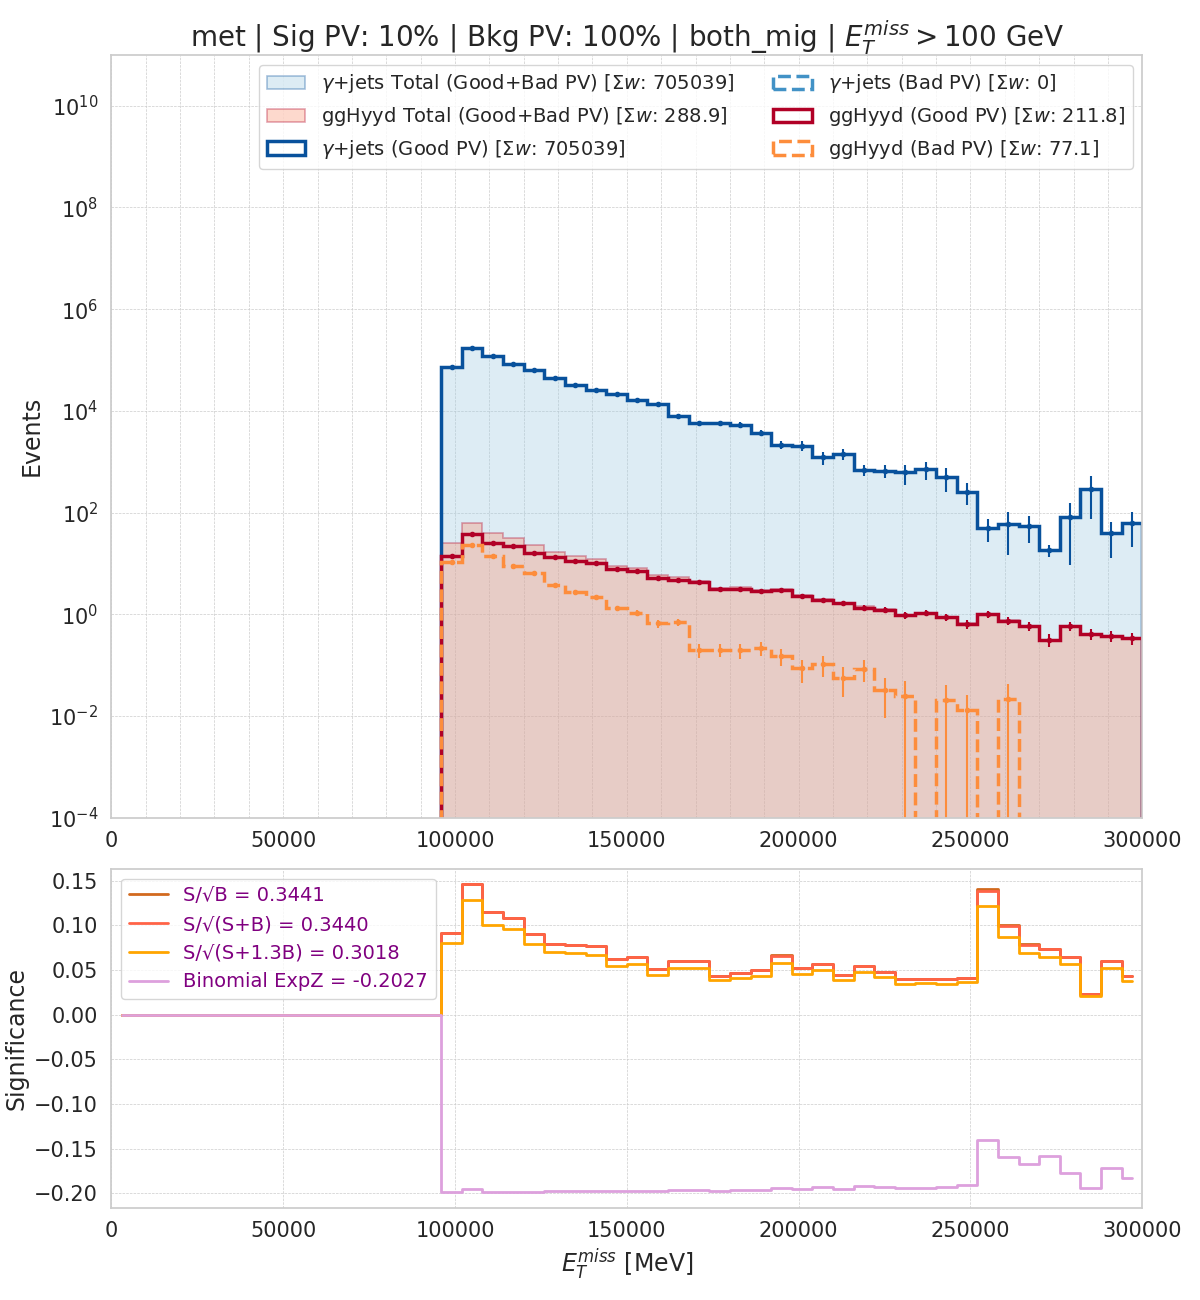 met | Sig PV: 10% | Bkg PV: 100% | both_mig | E_T^miss > 100 GeV
γ+jets Total (Good+Bad PV) [Σw: 705039]
ggHyyd Total (Good+Bad PV) [Σw: 288.9]
γ+jets (Good PV) [Σw: 705039]
γ+jets (Bad PV) [Σw: 0]
ggHyyd (Good PV) [Σw: 211.8]
ggHyyd (Bad PV) [Σw: 77.1]
Events
10^10
10^8
10^6
10^4
10^2
10^0
10^−2
10^−4
0 50000 100000 150000 200000 250000 300000
S/√B = 0.3441
S/√(S+B) = 0.3440
S/√(S+1.3B) = 0.3018
Binomial ExpZ = -0.2027
Significance
0.15
0.10
0.05
0.00
−0.05
−0.10
−0.15
−0.20
0 50000 100000 150000 200000 250000 300000
E_T^miss [MeV]